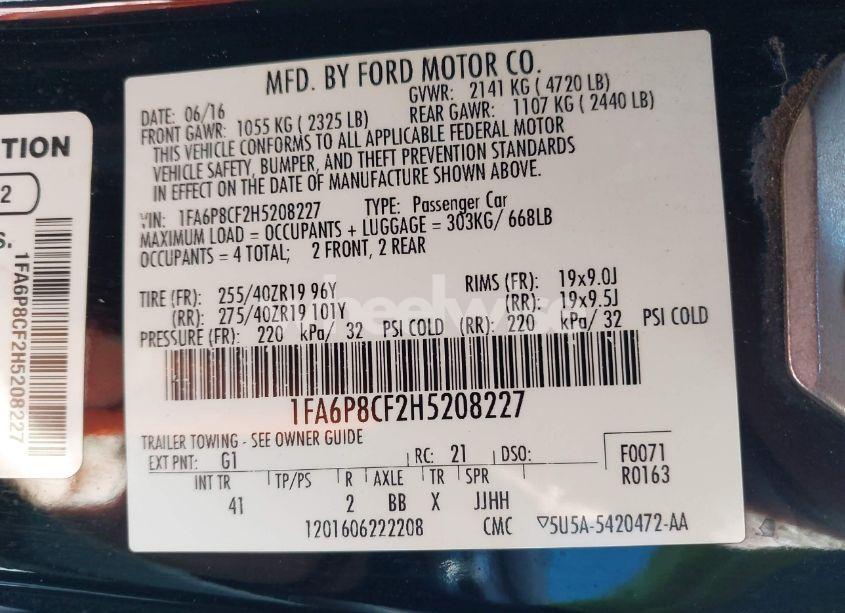 MFD. BY FORD MOTOR CO.
DATE: 06/16 GVWR: 2141 KG ( 4720 LB)
FRONT GAWR: 1055 KG ( 2325 LB) REAR GAWR: 1107 KG ( 2440 LB)
THIS VEHICLE CONFORMS TO ALL APPLICABLE FEDERAL MOTOR
VEHICLE SAFETY, BUMPER, AND THEFT PREVENTION STANDARDS
IN EFFECT ON THE DATE OF MANUFACTURE SHOWN ABOVE.
VIN: 1FA6P8CF2H5208227 TYPE: Passenger Car
MAXIMUM LOAD = OCCUPANTS + LUGGAGE = 303KG/ 668LB
OCCUPANTS = 4 TOTAL; 2 FRONT, 2 REAR
TIRE (FR): 255/40ZR19 96Y RIMS (FR): 19x9.0J
(RR): 275/40ZR19 101Y (RR): 19x9.5J
PRESSURE (FR): 220 kPa/ 32 PSI COLD (RR): 220 kPa/ 32 PSI COLD
1FA6P8CF2H5208227
TRAILER TOWING - SEE OWNER GUIDE
EXT PNT: G1 RC: 21 DSO: F0071
R0163
INT TR TP/PS R AXLE TR SPR
41 2 BB X JJHH
1201606222208 CMC ▽5U5A-5420472-AA
TION
2
S.
1FA6P8CF2H5208227